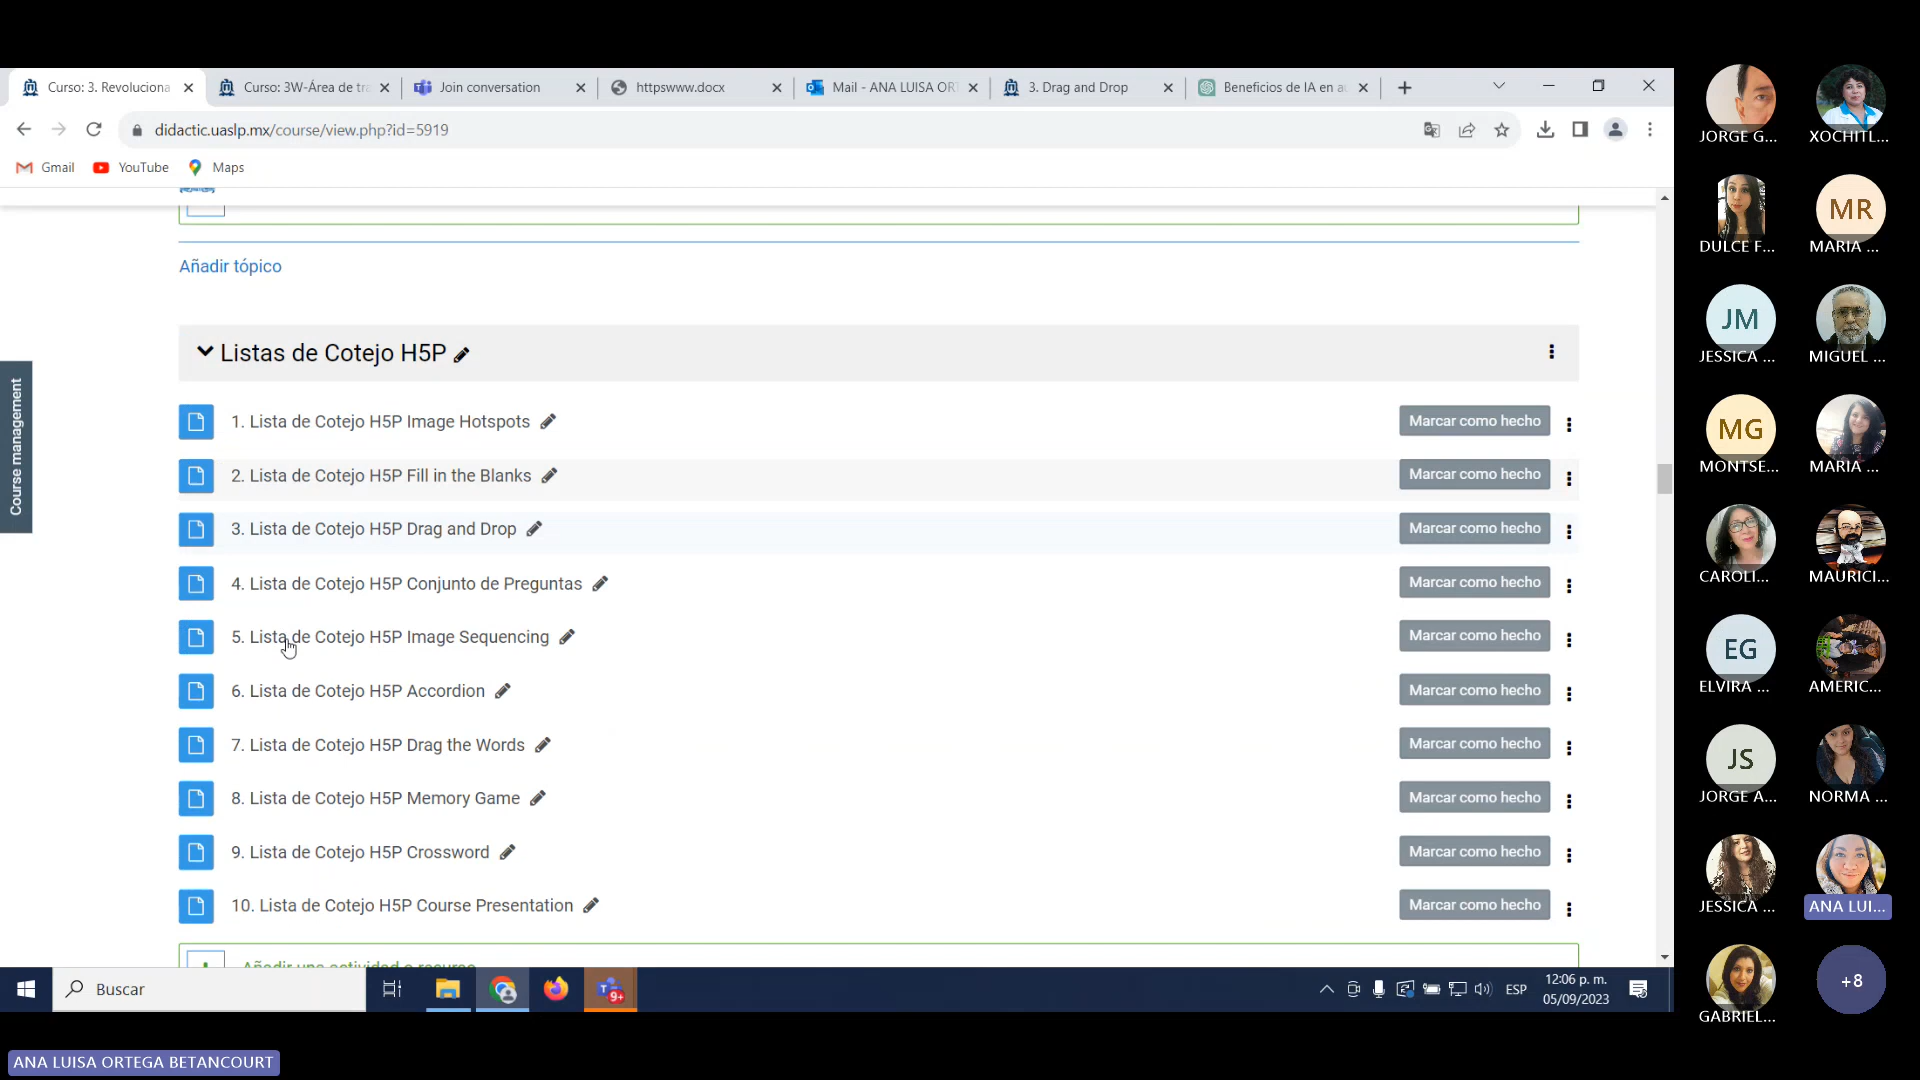 Curso: 3. Revoluciona
Curso: 3W-Área de tra
Join conversation
httpswww.docx
Mail - ANA LUISA OR
3. Drag and Drop
Beneficios de IA en a
didactic.uaslp.mx/course/view.php?id=5919
Gmail
YouTube
Maps
Añadir tópico
Course management
Listas de Cotejo H5P
1. Lista de Cotejo H5P Image Hotspots
Marcar como hecho
2. Lista de Cotejo H5P Fill in the Blanks
Marcar como hecho
3. Lista de Cotejo H5P Drag and Drop
Marcar como hecho
4. Lista de Cotejo H5P Conjunto de Preguntas
Marcar como hecho
5. Lista de Cotejo H5P Image Sequencing
Marcar como hecho
6. Lista de Cotejo H5P Accordion
Marcar como hecho
7. Lista de Cotejo H5P Drag the Words
Marcar como hecho
8. Lista de Cotejo H5P Memory Game
Marcar como hecho
9. Lista de Cotejo H5P Crossword
Marcar como hecho
10. Lista de Cotejo H5P Course Presentation
Marcar como hecho
Añadir una actividad o recurso
Buscar
9+
ESP
12:06 p. m.
05/09/2023
ANA LUISA ORTEGA BETANCOURT
JORGE G...
XOCHITL...
DULCE F...
MR
MARIA ...
JM
JESSICA ...
MIGUEL ...
MG
MONTSE...
MARIA ...
CAROLI...
MAURICI...
EG
ELVIRA ...
AMERIC...
JS
JORGE A...
NORMA ...
JESSICA ...
ANA LUI...
GABRIEL...
+8